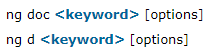 ng doc <keyword> [options]
ng d <keyword> [options]